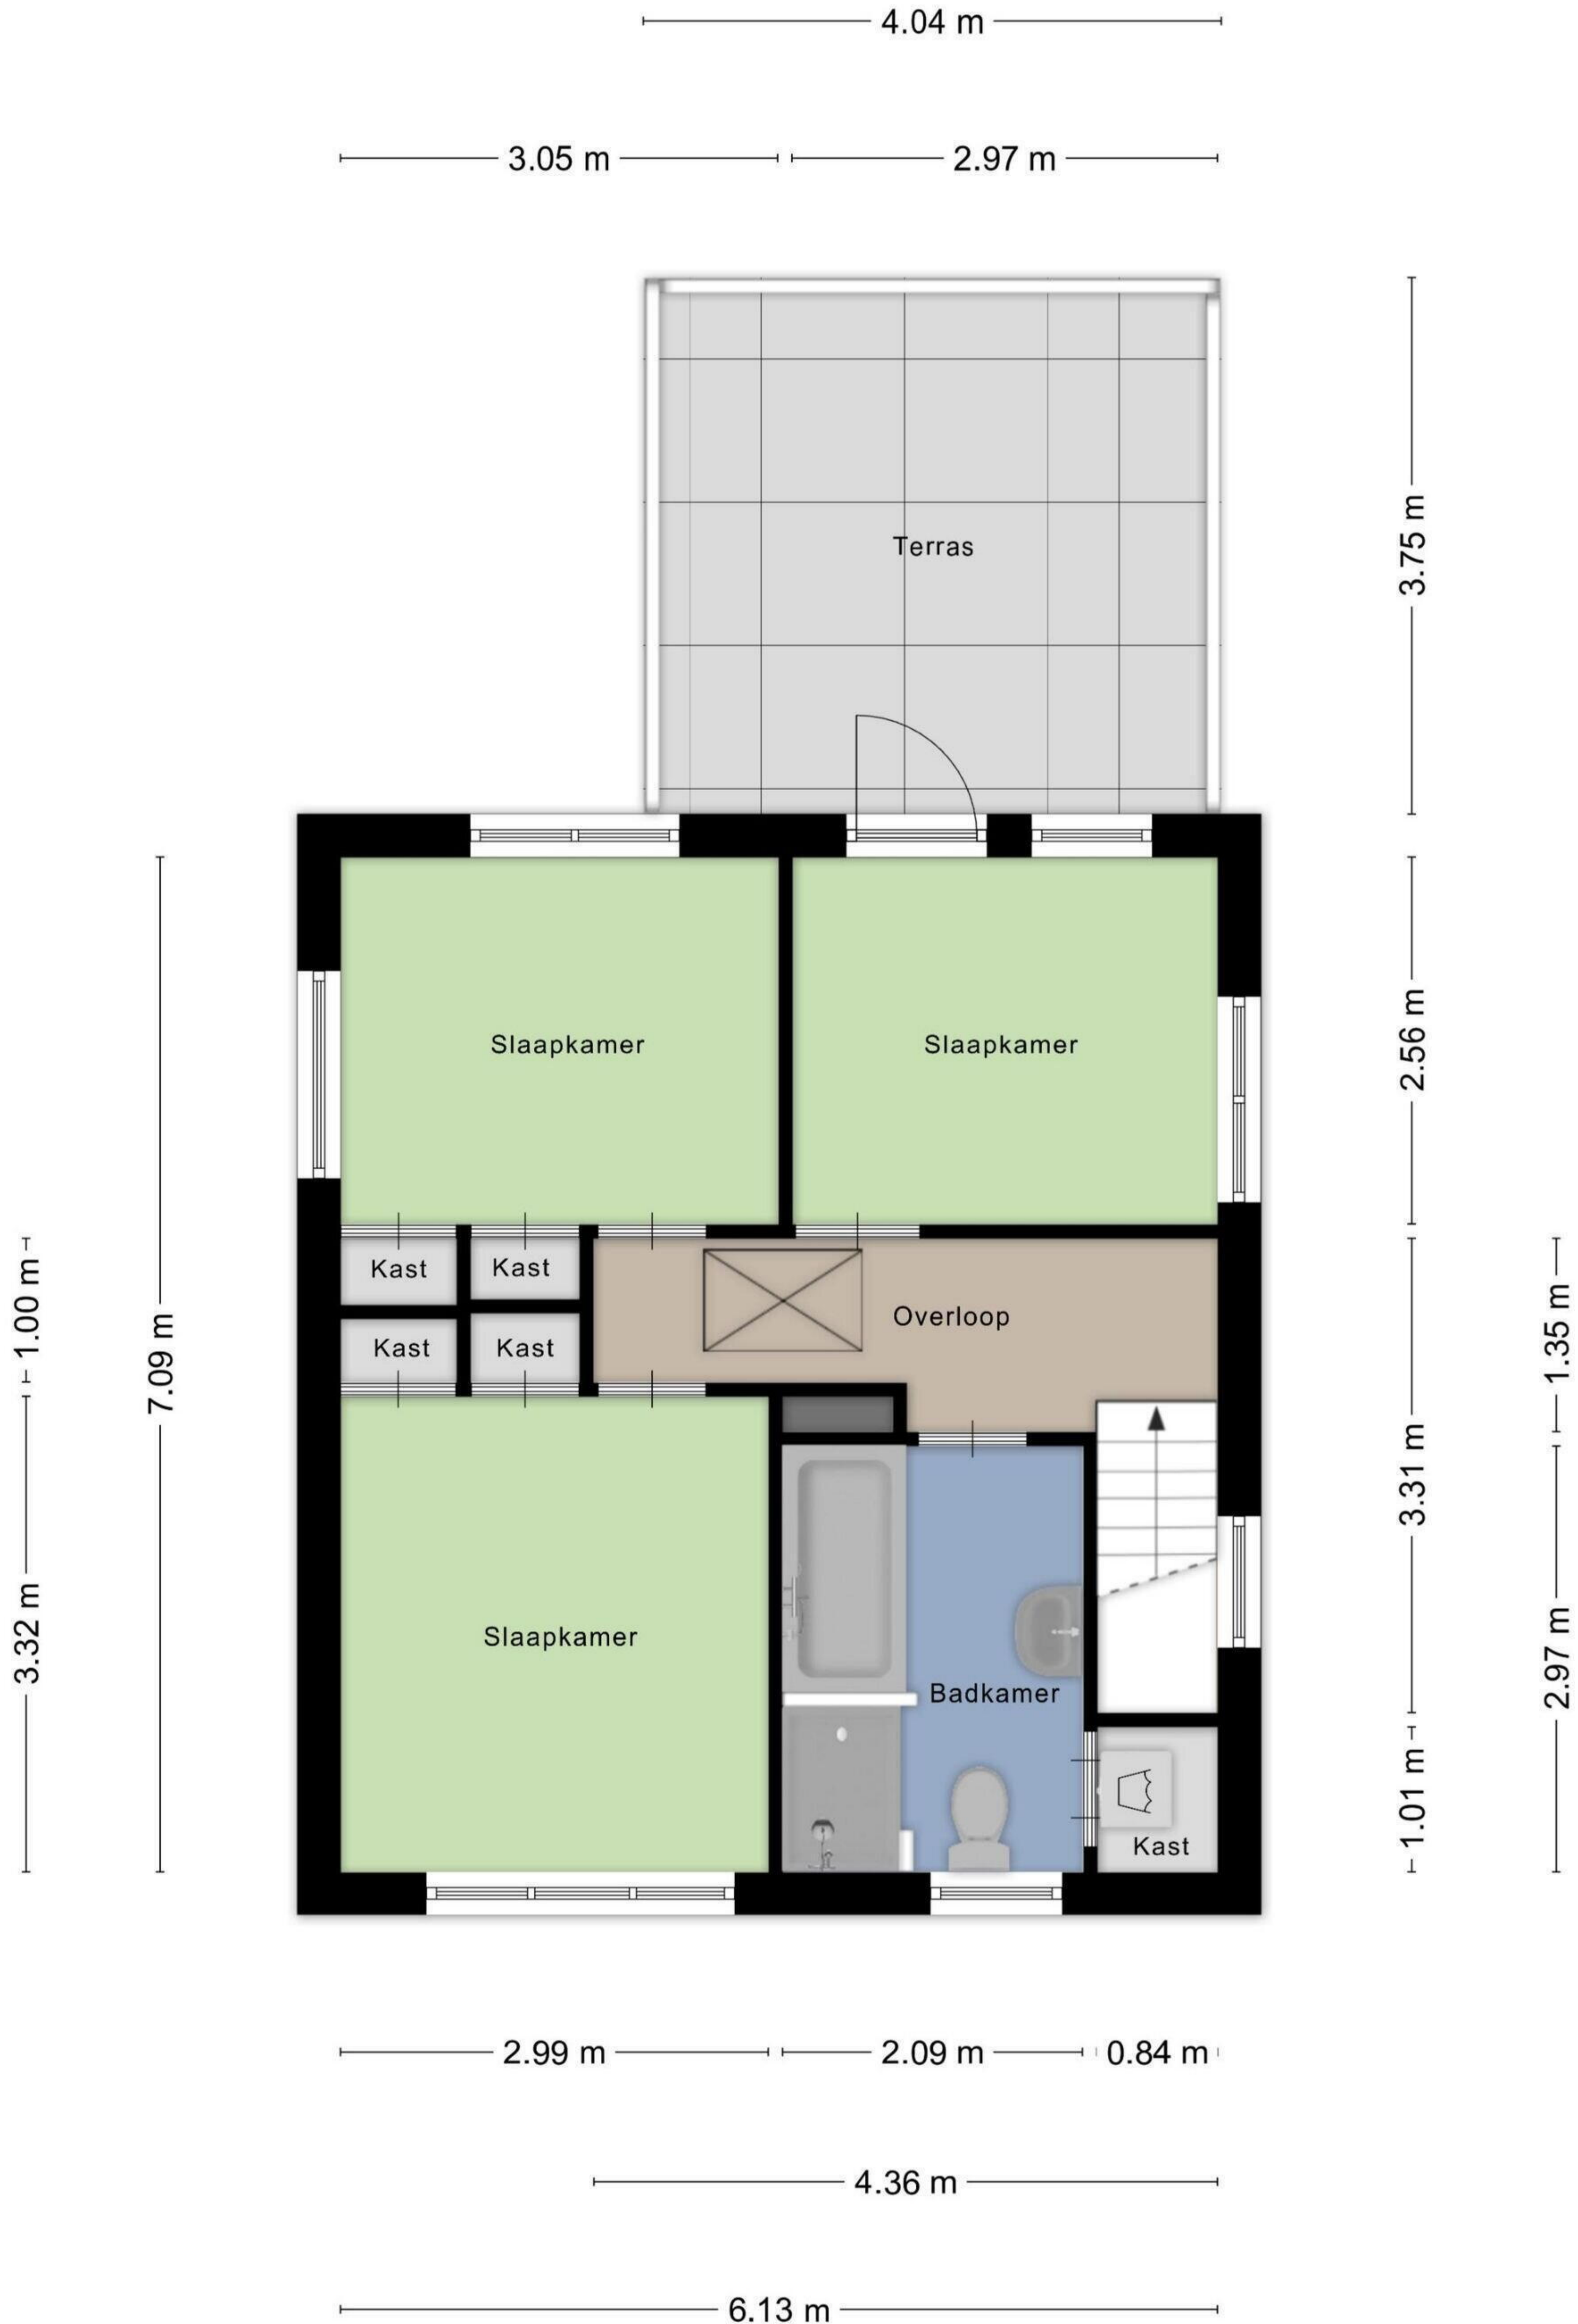 4.04 m
3.05 m
2.97 m
Terras
3.75 m
Slaapkamer
Slaapkamer
2.56 m
7.09 m
1.00 m
3.32 m
Kast
Kast
Kast
Kast
Overloop
1.35 m
3.31 m
2.97 m
1.01 m
Slaapkamer
Badkamer
Kast
2.99 m
2.09 m
0.84 m
4.36 m
6.13 m